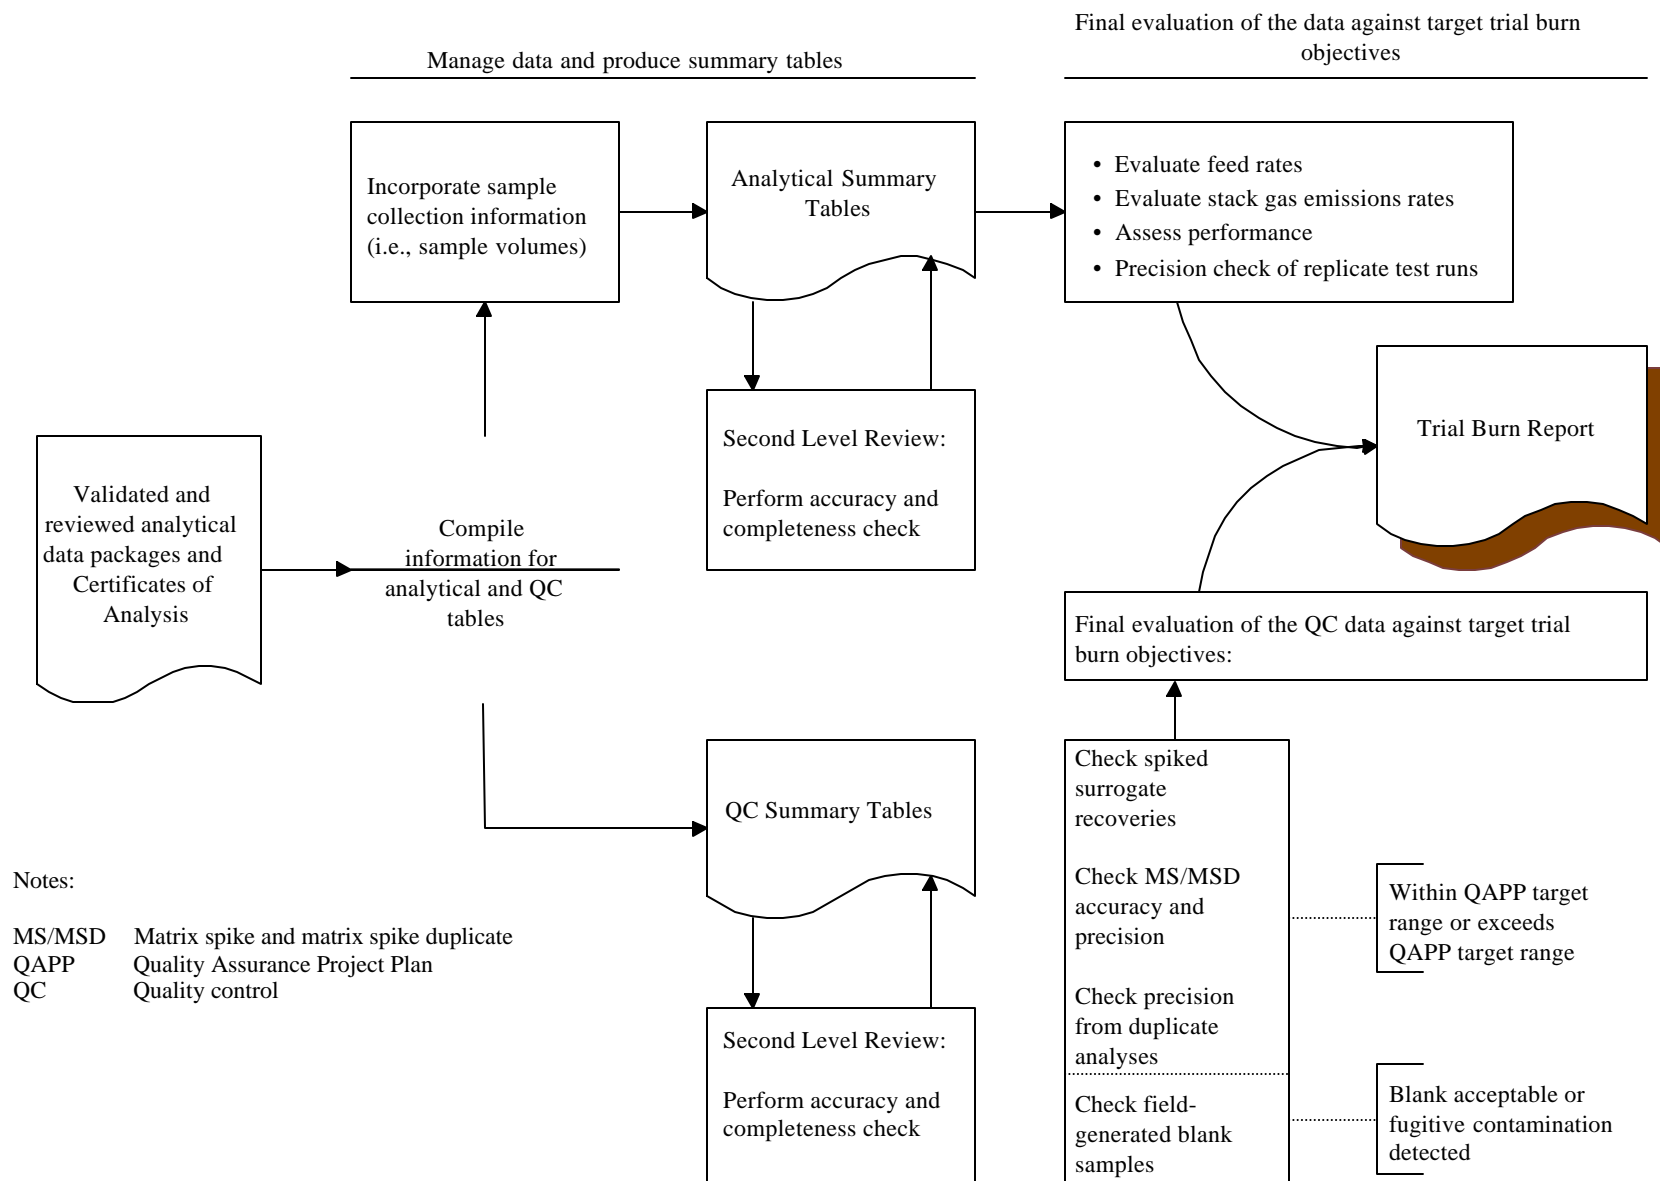 Final evaluation of the data against target trial burn
objectives
Manage data and produce summary tables
Incorporate sample
collection information
(i.e., sample volumes)
Analytical Summary
Tables
• Evaluate feed rates
• Evaluate stack gas emissions rates
• Assess performance
• Precision check of replicate test runs
Second Level Review:
Perform accuracy and
completeness check
Trial Burn Report
Validated and
reviewed analytical
data packages and
Certificates of
Analysis
Compile
information for
analytical and QC
tables
Final evaluation of the QC data against target trial
burn objectives:
QC Summary Tables
Check spiked
surrogate
recoveries
Check MS/MSD
accuracy and
precision
Check precision
from duplicate
analyses
Check field-
generated blank
samples
Within QAPP target
range or exceeds
QAPP target range
Blank acceptable or
fugitive contamination
detected
Second Level Review:
Perform accuracy and
completeness check
Notes:
MS/MSD Matrix spike and matrix spike duplicate
QAPP Quality Assurance Project Plan
QC Quality control